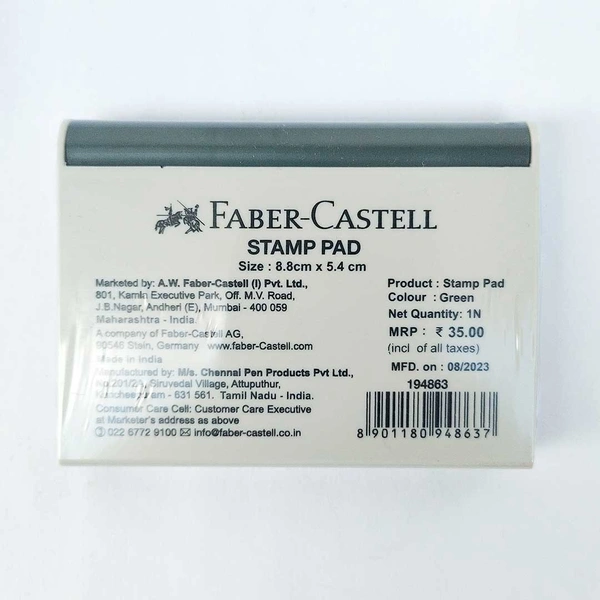 FABER-CASTELL
STAMP PAD
Size : 8.8cm x 5.4 cm
Marketed by: A.W. Faber-Castell (I) Pvt. Ltd.,
801, Kamla Executive Park, Off. M.V. Road,
J.B.Nagar, Andheri (E), Mumbai - 400 059
Maharashtra - India.
A company of Faber-Castell AG,
90546 Stein, Germany www.faber-Castell.com
Made in India
Manufactured by: M/s. Chennai Pen Products Pvt Ltd.,
Siruvedal Village, Attuputhur,
631 561. Tamil Nadu - India.
Consumer Care Cell: Customer Care Executive
at Marketer's address as above
022 6772 9100 info@faber-castell.co.in
Product : Stamp Pad
Colour : Green
Net Quantity: 1N
MRP : ₹ 35.00
(incl of all taxes)
MFD. on : 08/2023
194863
8 901180 948637